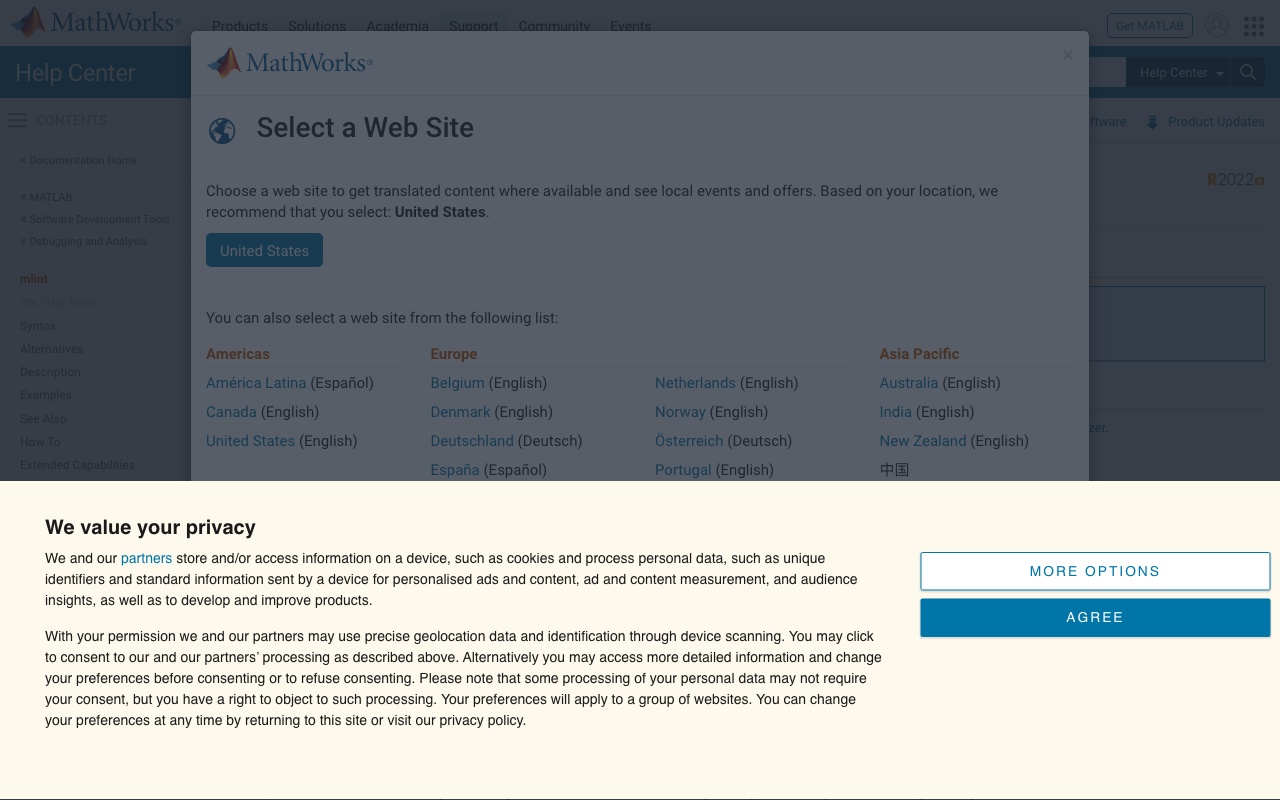 MathWorks®
Products Solutions Academia Support Community Events
Get MATLAB
Help Center
Help Center
MathWorks®
×
CONTENTS
ftware
Product Updates
« Documentation Home
« MATLAB
« Software Development Tools
« Debugging and Analysis
R2022a
mlint
ON THIS PAGE
Syntax
Alternatives
Description
Examples
See Also
How To
Extended Capabilities
zer.
Select a Web Site
Choose a web site to get translated content where available and see local events and offers. Based on your location, we
recommend that you select: United States.
United States
You can also select a web site from the following list:
Americas
América Latina (Español)
Canada (English)
United States (English)
Europe
Belgium (English)
Denmark (English)
Deutschland (Deutsch)
España (Español)
Netherlands (English)
Norway (English)
Österreich (Deutsch)
Portugal (English)
Asia Pacific
Australia (English)
India (English)
New Zealand (English)
中国
We value your privacy
We and our partners store and/or access information on a device, such as cookies and process personal data, such as unique
identifiers and standard information sent by a device for personalised ads and content, ad and content measurement, and audience
insights, as well as to develop and improve products.
With your permission we and our partners may use precise geolocation data and identification through device scanning. You may click
to consent to our and our partners’ processing as described above. Alternatively you may access more detailed information and change
your preferences before consenting or to refuse consenting. Please note that some processing of your personal data may not require
your consent, but you have a right to object to such processing. Your preferences will apply to a group of websites. You can change
your preferences at any time by returning to this site or visit our privacy policy.
MORE OPTIONS
AGREE